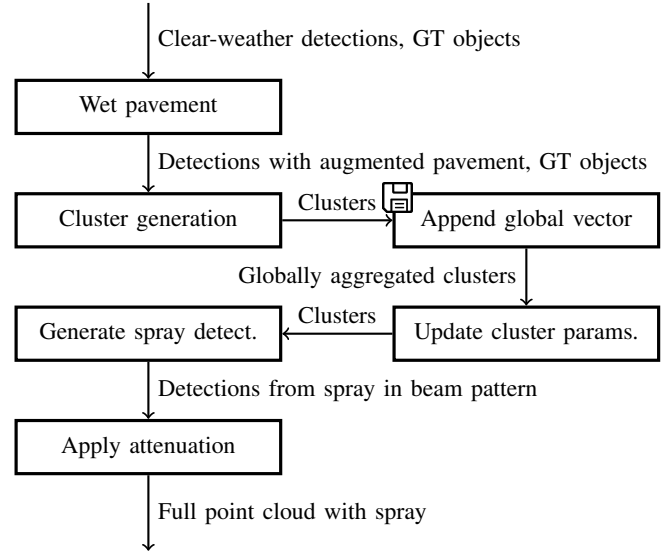 Clear-weather detections, GT objects
Wet pavement
Detections with augmented pavement, GT objects
Cluster generation
Clusters
Append global vector
Globally aggregated clusters
Generate spray detect.
Clusters
Update cluster params.
Detections from spray in beam pattern
Apply attenuation
Full point cloud with spray